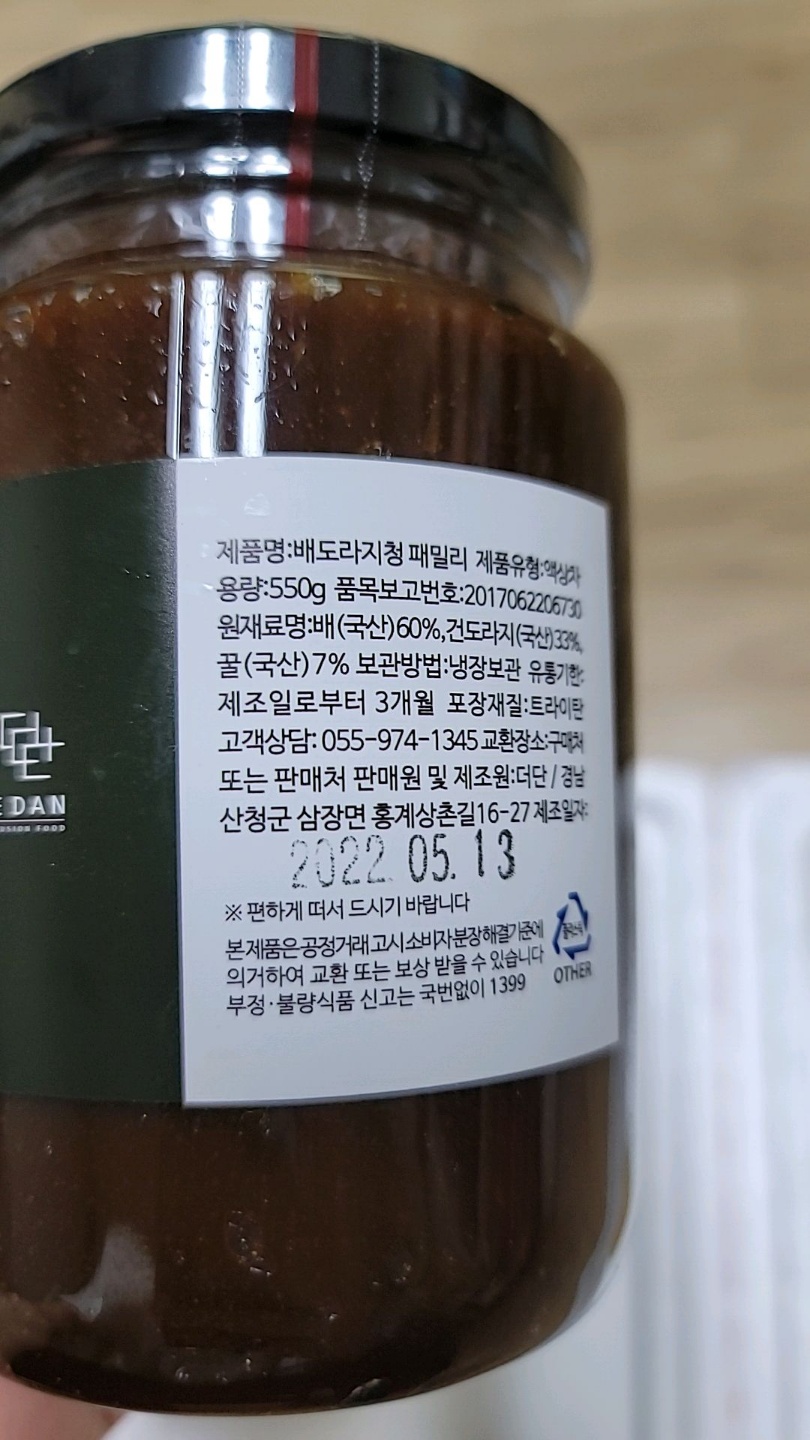 제품명:배도라지청 패밀리 제품유형:액상차
용량:550g 품목보고번호:2017062206730
원재료명:배(국산)60%,건도라지(국산)33%,
꿀(국산)7% 보관방법:냉장보관 유통기한:
제조일로부터 3개월 포장재질:트라이탄
고객상담: 055-974-1345 교환장소:구매처
또는 판매처 판매원 및 제조원:더단 / 경남
산청군 삼장면 홍계상촌길16-27 제조일자:
2022. 05. 13
※ 편하게 떠서 드시기 바랍니다
본제품은공정거래고시소비자분장해결기준에
의거하여 교환 또는 보상 받을 수 있습니다
부정·불량식품 신고는 국번없이 1399
플라스틱
OTHER
EDAN
FOOD